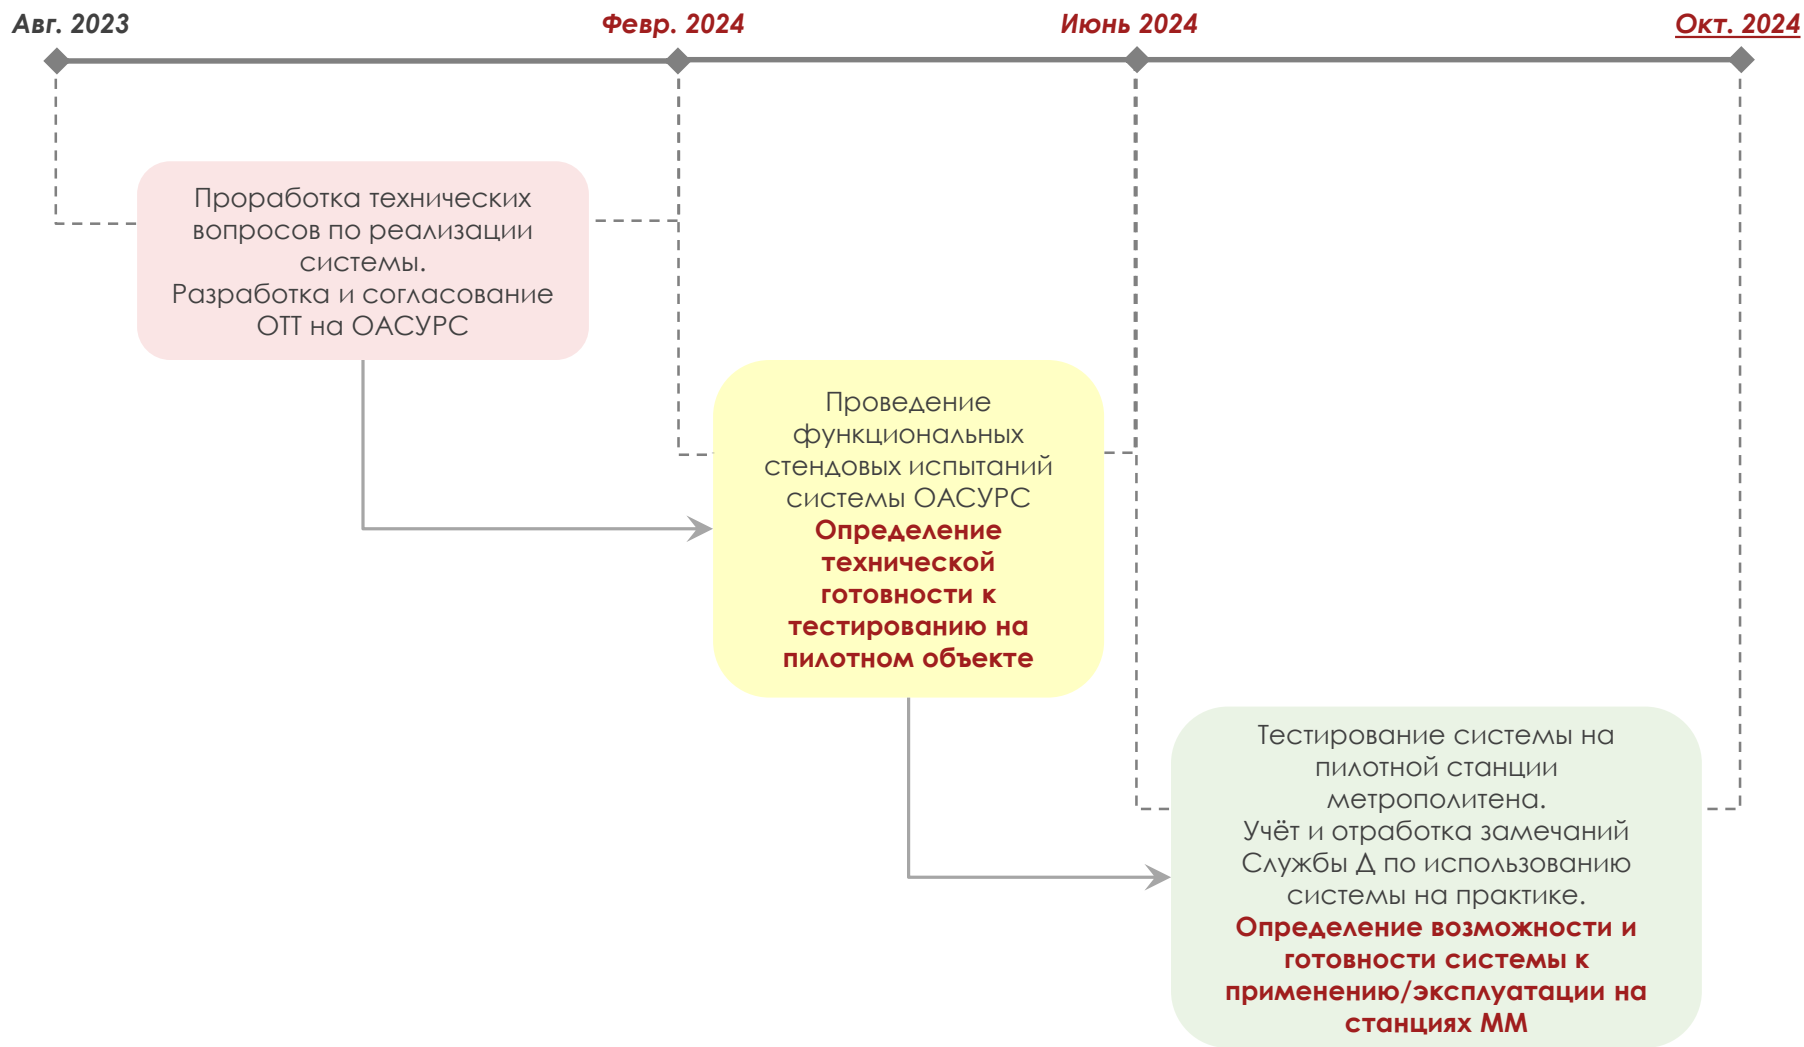 Авг. 2023
Февр. 2024
Июнь 2024
Окт. 2024
Проработка технических
вопросов по реализации
системы.
Разработка и согласование
ОТТ на ОАСУРС
Проведение
функциональных
стендовых испытаний
системы ОАСУРС
Определение
технической
готовности к
тестированию на
пилотном объекте
Тестирование системы на
пилотной станции
метрополитена.
Учёт и отработка замечаний
Службы Д по использованию
системы на практике.
Определение возможности и
готовности системы к
применению/эксплуатации на
станциях ММ